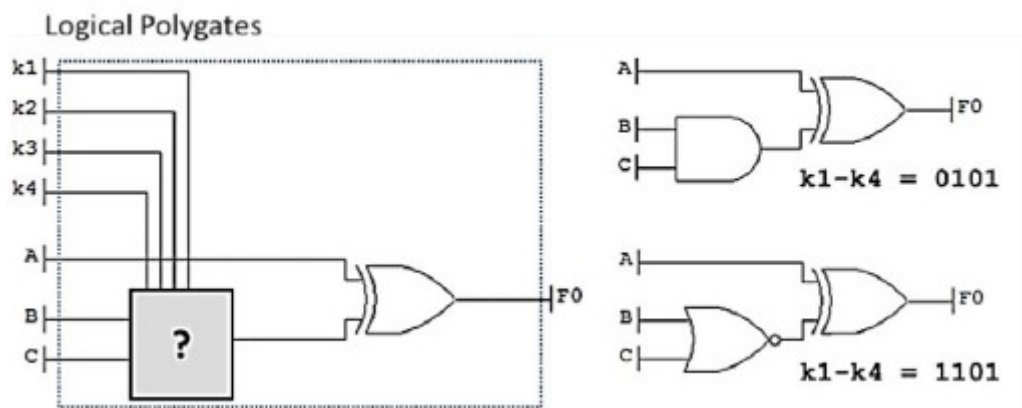 Logical Polygates
k1
k2
k3
k4
A
B
C
?
F0
A
B
C
F0
k1-k4 = 0101
A
B
C
F0
k1-k4 = 1101